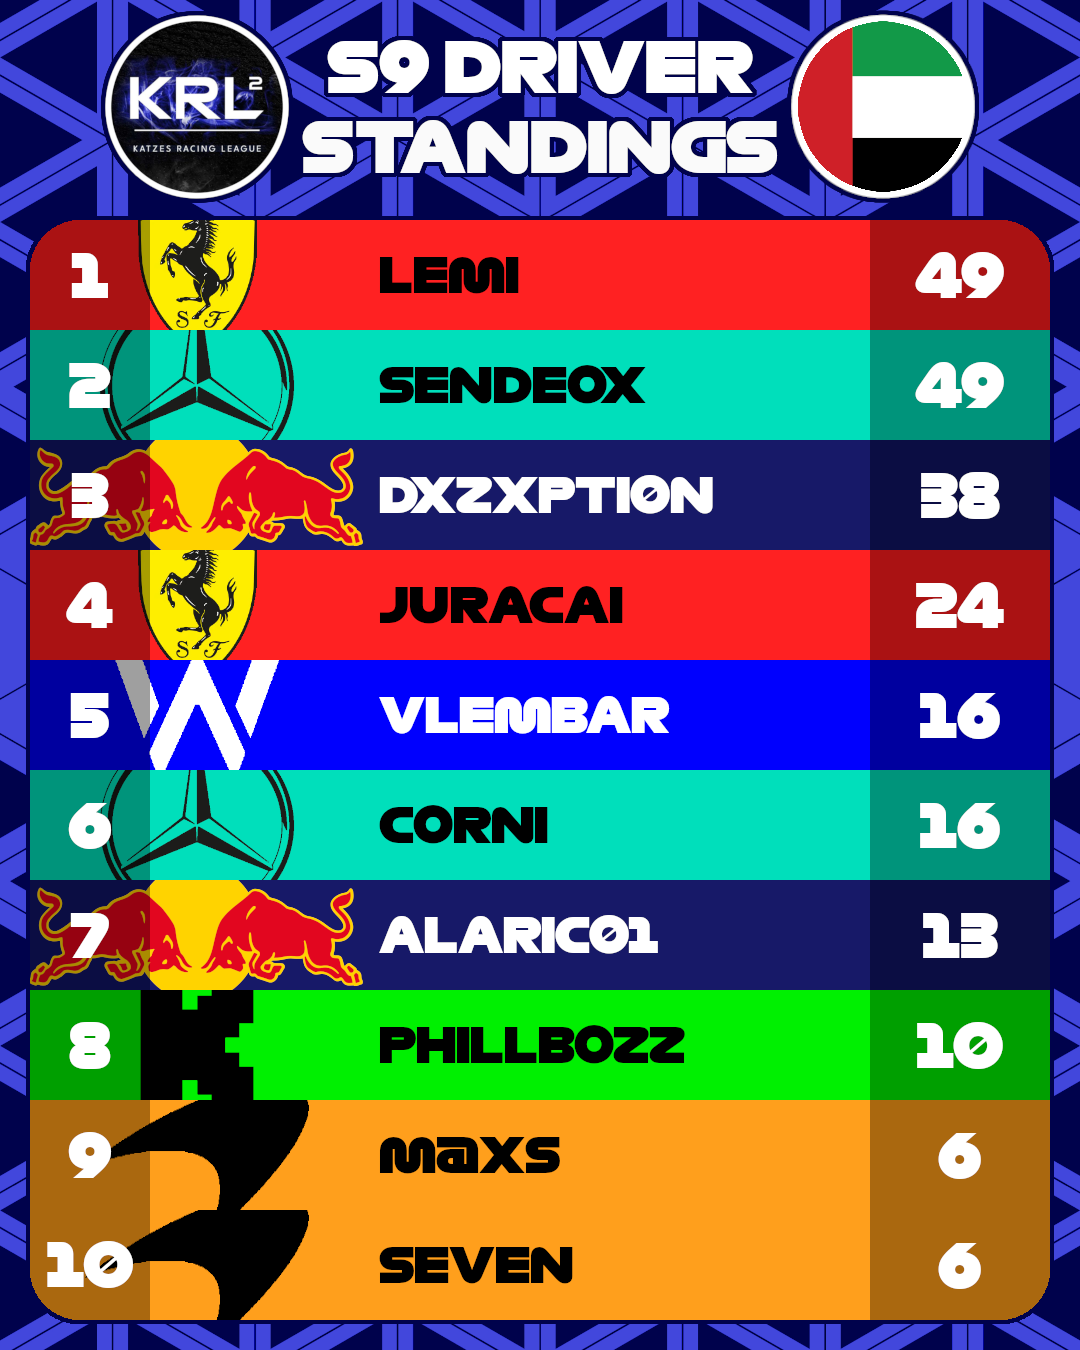 KRL²
KATZES RACING LEAGUE
S9 DRIVER
STANDINGS
1 S F LEMI 49
2 SENDEOX 49
3 DXZXPTI0N 38
4 S F JURACAI 24
5 VLEMBAR 16
6 CORNI 16
7 ALARIC01 13
8 PHILLBOZZ 10
9 M@XS 6
10 SEVEN 6